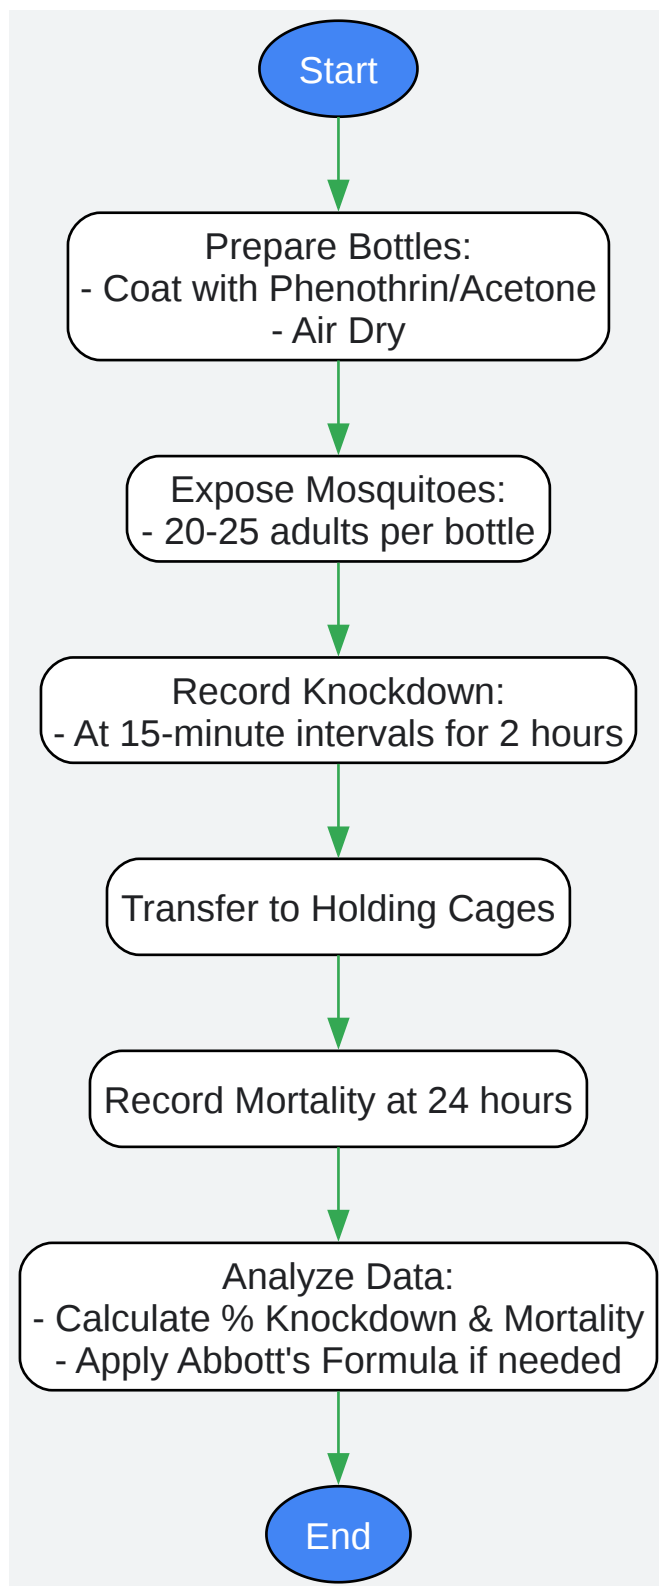 Start
Prepare Bottles:
- Coat with Phenothrin/Acetone
- Air Dry
Expose Mosquitoes:
- 20-25 adults per bottle
Record Knockdown:
- At 15-minute intervals for 2 hours
Transfer to Holding Cages
Record Mortality at 24 hours
Analyze Data:
- Calculate % Knockdown & Mortality
- Apply Abbott's Formula if needed
End